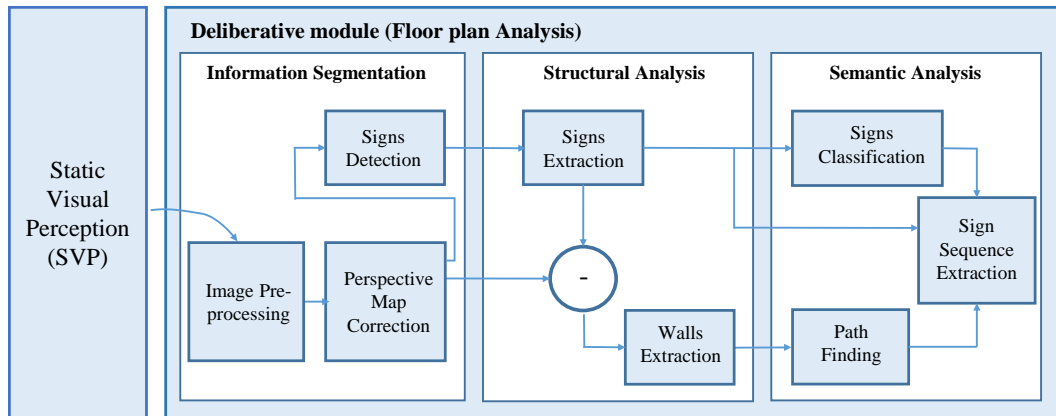 Deliberative module (Floor plan Analysis)
Static
Visual
Perception
(SVP)
Information Segmentation
Signs
Detection
Image Pre-
processing
Perspective
Map
Correction
Structural Analysis
Signs
Extraction
-
Walls
Extraction
Semantic Analysis
Signs
Classification
Sign
Sequence
Extraction
Path
Finding